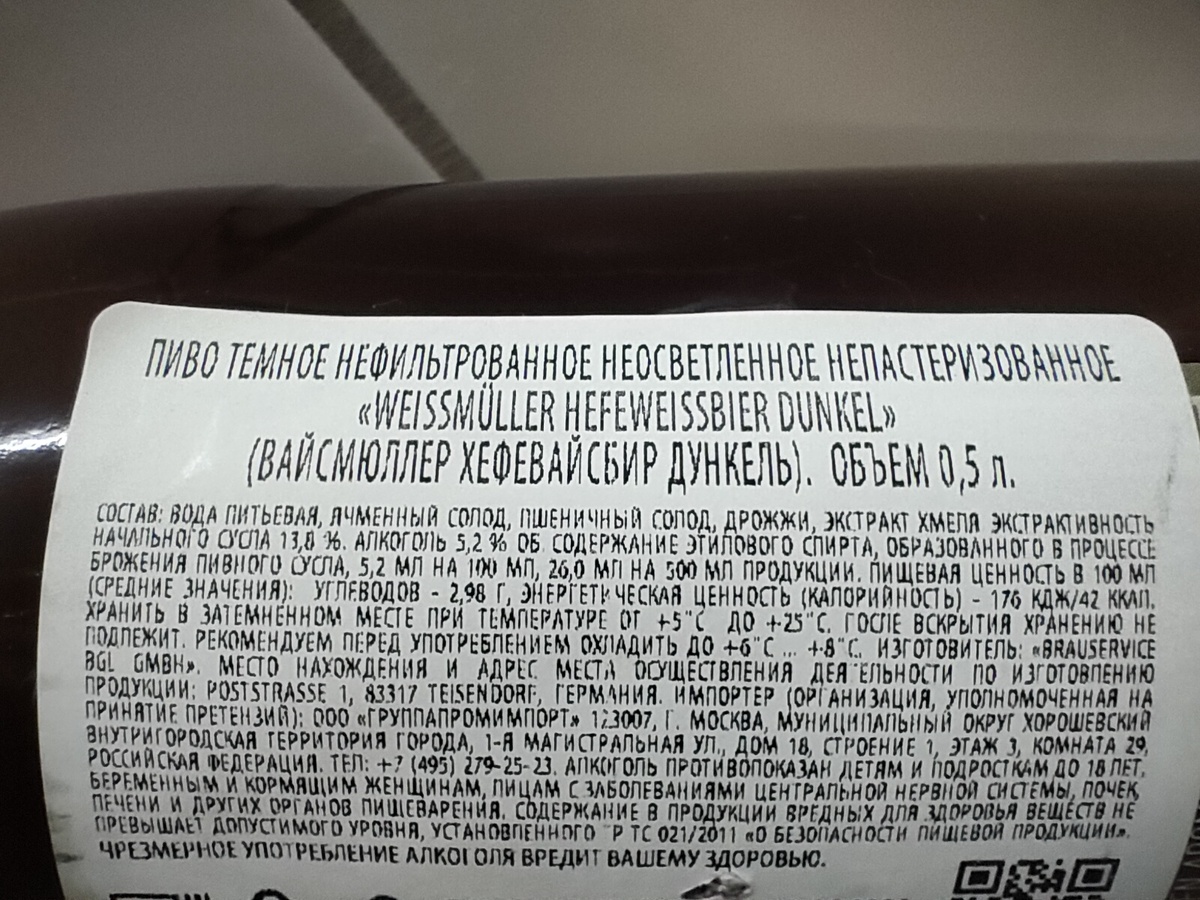 ПИВО ТЕМНОЕ НЕФИЛЬТРОВАННОЕ НЕОСВЕТЛЕННОЕ НЕПАСТЕРИЗОВАННОЕ
«WEISSMÜLLER HEFEWEISSBIER DUNKEL»
(ВАЙСМЮЛЛЕР ХЕФЕВАЙСБИР ДУНКЕЛЬ). ОБЪЕМ 0,5 л.
СОСТАВ: ВОДА ПИТЬЕВАЯ, ЯЧМЕННЫЙ СОЛОД, ПШЕНИЧНЫЙ СОЛОД, ДРОЖЖИ, ЭКСТРАКТ ХМЕЛЯ ЭКСТРАКТИВНОСТЬ
НАЧАЛЬНОГО СУСЛА 13,8 %. АЛКОГОЛЬ 5,2 % ОБ. СОДЕРЖАНИЕ ЭТИЛОВОГО СПИРТА, ОБРАЗОВАННОГО В ПРОЦЕССЕ
БРОЖЕНИЯ ПИВНОГО СУСЛА, 5,2 МЛ НА 100 МЛ, 26,0 МЛ НА 500 МЛ ПРОДУКЦИИ. ПИЩЕВАЯ ЦЕННОСТЬ В 100 МЛ
(СРЕДНИЕ ЗНАЧЕНИЯ): УГЛЕВОДОВ - 2,98 Г, ЭНЕРГЕТИЧЕСКАЯ ЦЕННОСТЬ (КАЛОРИЙНОСТЬ) - 176 КДЖ/42 ККАЛ.
ХРАНИТЬ В ЗАТЕМНЕННОМ МЕСТЕ ПРИ ТЕМПЕРАТУРЕ ОТ +5°С ДО +25°С. ПОСЛЕ ВСКРЫТИЯ ХРАНЕНИЮ НЕ
ПОДЛЕЖИТ. РЕКОМЕНДУЕМ ПЕРЕД УПОТРЕБЛЕНИЕМ ОХЛАДИТЬ ДО +6°С ... +8°С. ИЗГОТОВИТЕЛЬ: «BRAUSERVICE
BGL GMBH». МЕСТО НАХОЖДЕНИЯ И АДРЕС МЕСТА ОСУЩЕСТВЛЕНИЯ ДЕЯТЕЛЬНОСТИ ПО ИЗГОТОВЛЕНИЮ
ПРОДУКЦИИ: POSTSTRASSE 1, 83317 TEISENDORF, ГЕРМАНИЯ. ИМПОРТЕР (ОРГАНИЗАЦИЯ, УПОЛНОМОЧЕННАЯ НА
ПРИНЯТИЕ ПРЕТЕНЗИЙ): ООО «ГРУППАПРОМИМПОРТ» 123007, Г. МОСКВА, МУНИЦИПАЛЬНЫЙ ОКРУГ ХОРОШЕВСКИЙ
ВНУТРИГОРОДСКАЯ ТЕРРИТОРИЯ ГОРОДА, 1-Я МАГИСТРАЛЬНАЯ УЛ., ДОМ 18, СТРОЕНИЕ 1, ЭТАЖ 3, КОМНАТА 29,
РОССИЙСКАЯ ФЕДЕРАЦИЯ. ТЕЛ: +7 (495) 279-25-23. АЛКОГОЛЬ ПРОТИВОПОКАЗАН ДЕТЯМ И ПОДРОСТКАМ ДО 18 ЛЕТ,
БЕРЕМЕННЫМ И КОРМЯЩИМ ЖЕНЩИНАМ, ЛИЦАМ С ЗАБОЛЕВАНИЯМИ ЦЕНТРАЛЬНОЙ НЕРВНОЙ СИСТЕМЫ, ПОЧЕК,
ПЕЧЕНИ И ДРУГИХ ОРГАНОВ ПИЩЕВАРЕНИЯ. СОДЕРЖАНИЕ В ПРОДУКЦИИ ВРЕДНЫХ ДЛЯ ЗДОРОВЬЯ ВЕЩЕСТВ НЕ
ПРЕВЫШАЕТ ДОПУСТИМОГО УРОВНЯ, УСТАНОВЛЕННОГО ТР ТС 021/2011 «О БЕЗОПАСНОСТИ ПИЩЕВОЙ ПРОДУКЦИИ».
ЧРЕЗМЕРНОЕ УПОТРЕБЛЕНИЕ АЛКОГОЛЯ ВРЕДИТ ВАШЕМУ ЗДОРОВЬЮ.